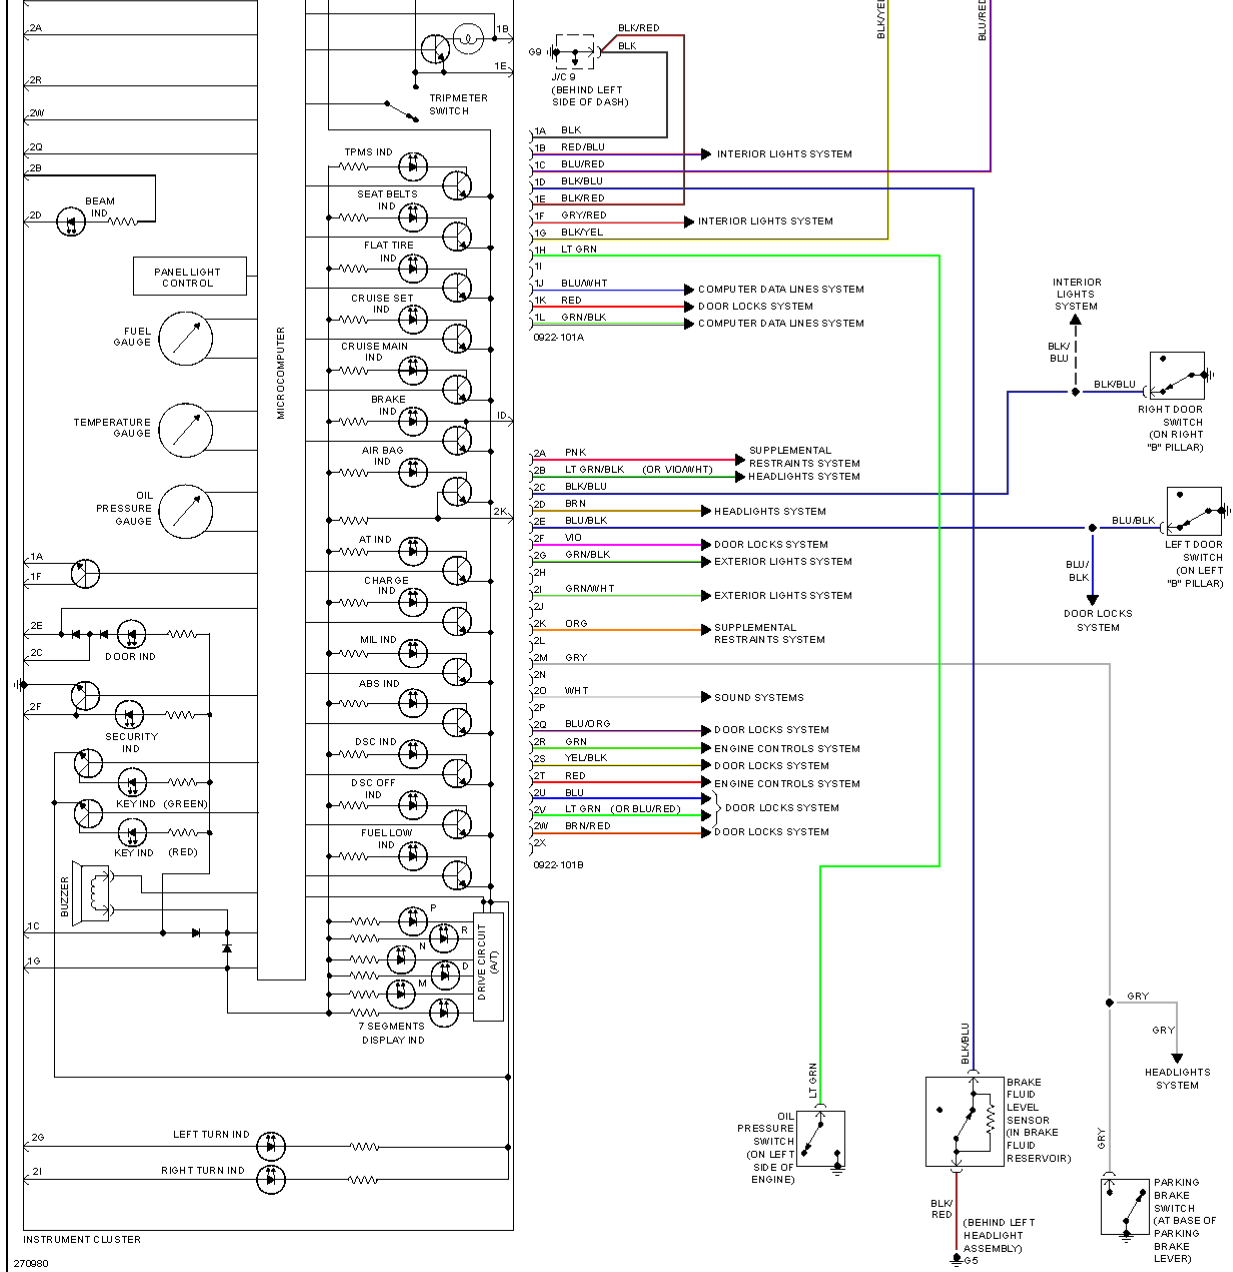 2A
2R
2W
2Q
2B
2D
BEAM
IND
PANEL LIGHT
CONTROL
FUEL
GAUGE
TEMPERATURE
GAUGE
OIL
PRESSURE
GAUGE
1A
1F
2E
2C
DOOR IND
2F
SECURITY
IND
KEY IND (GREEN)
KEY IND (RED)
BUZZER
1C
1G
2G
LEFT TURN IND
2I
RIGHT TURN IND
INSTRUMENT CLUSTER
270980
MICROCOMPUTER
1B
1E
TRIPMETER
SWITCH
TPMS IND
SEAT BELTS
IND
FLAT TIRE
IND
CRUISE SET
IND
CRUISE MAIN
IND
BRAKE
IND
1D
AIR BAG
IND
2K
AT IND
CHARGE
IND
MIL IND
ABS IND
DSC IND
DSC OFF
IND
FUEL LOW
IND
P
R
N
D
M
DRIVE CIRCUIT
(A/T)
7 SEGMENTS
DISPLAY IND
G9
J/C 9
(BEHIND LEFT
SIDE OF DASH)
BLK/RED
BLK
BLK/YEL
BLU/RED
1A BLK
1B RED/BLU INTERIOR LIGHTS SYSTEM
1C BLU/RED
1D BLK/BLU
1E BLK/RED
1F GRY/RED INTERIOR LIGHTS SYSTEM
1G BLK/YEL
1H LT GRN
1I
1J BLU/WHT COMPUTER DATA LINES SYSTEM
1K RED DOOR LOCKS SYSTEM
1L GRN/BLK COMPUTER DATA LINES SYSTEM
0922-101A
2A PNK SUPPLEMENTAL
RESTRAINTS SYSTEM
2B LT GRN/BLK (OR VIO/WHT) HEADLIGHTS SYSTEM
2C BLK/BLU
2D BRN HEADLIGHTS SYSTEM
2E BLU/BLK
2F VIO DOOR LOCKS SYSTEM
2G GRN/BLK EXTERIOR LIGHTS SYSTEM
2H
2I GRN/WHT EXTERIOR LIGHTS SYSTEM
2J
2K ORG SUPPLEMENTAL
RESTRAINTS SYSTEM
2L
2M GRY
2N
2O WHT SOUND SYSTEMS
2P
2Q BLU/ORG DOOR LOCKS SYSTEM
2R GRN ENGINE CONTROLS SYSTEM
2S YEL/BLK DOOR LOCKS SYSTEM
2T RED ENGINE CONTROLS SYSTEM
2U BLU
2V LT GRN (OR BLU/RED) DOOR LOCKS SYSTEM
2W BRN/RED DOOR LOCKS SYSTEM
2X
0922-101B
INTERIOR
LIGHTS
SYSTEM
BLK/
BLU
BLK/BLU
RIGHT DOOR
SWITCH
(ON RIGHT
"B" PILLAR)
BLU/BLK
LEFT DOOR
SWITCH
(ON LEFT
"B" PILLAR)
BLU/
BLK
DOOR LOCKS
SYSTEM
GRY
GRY
HEADLIGHTS
SYSTEM
LT GRN
OIL
PRESSURE
SWITCH
(ON LEFT
SIDE OF
ENGINE)
BLK/BLU
BRAKE
FLUID
LEVEL
SENSOR
(IN BRAKE
FLUID
RESERVOIR)
BLK/
RED
(BEHIND LEFT
HEADLIGHT
ASSEMBLY)
G5
GRY
PARKING
BRAKE
SWITCH
(AT BASE OF
PARKING
BRAKE
LEVER)